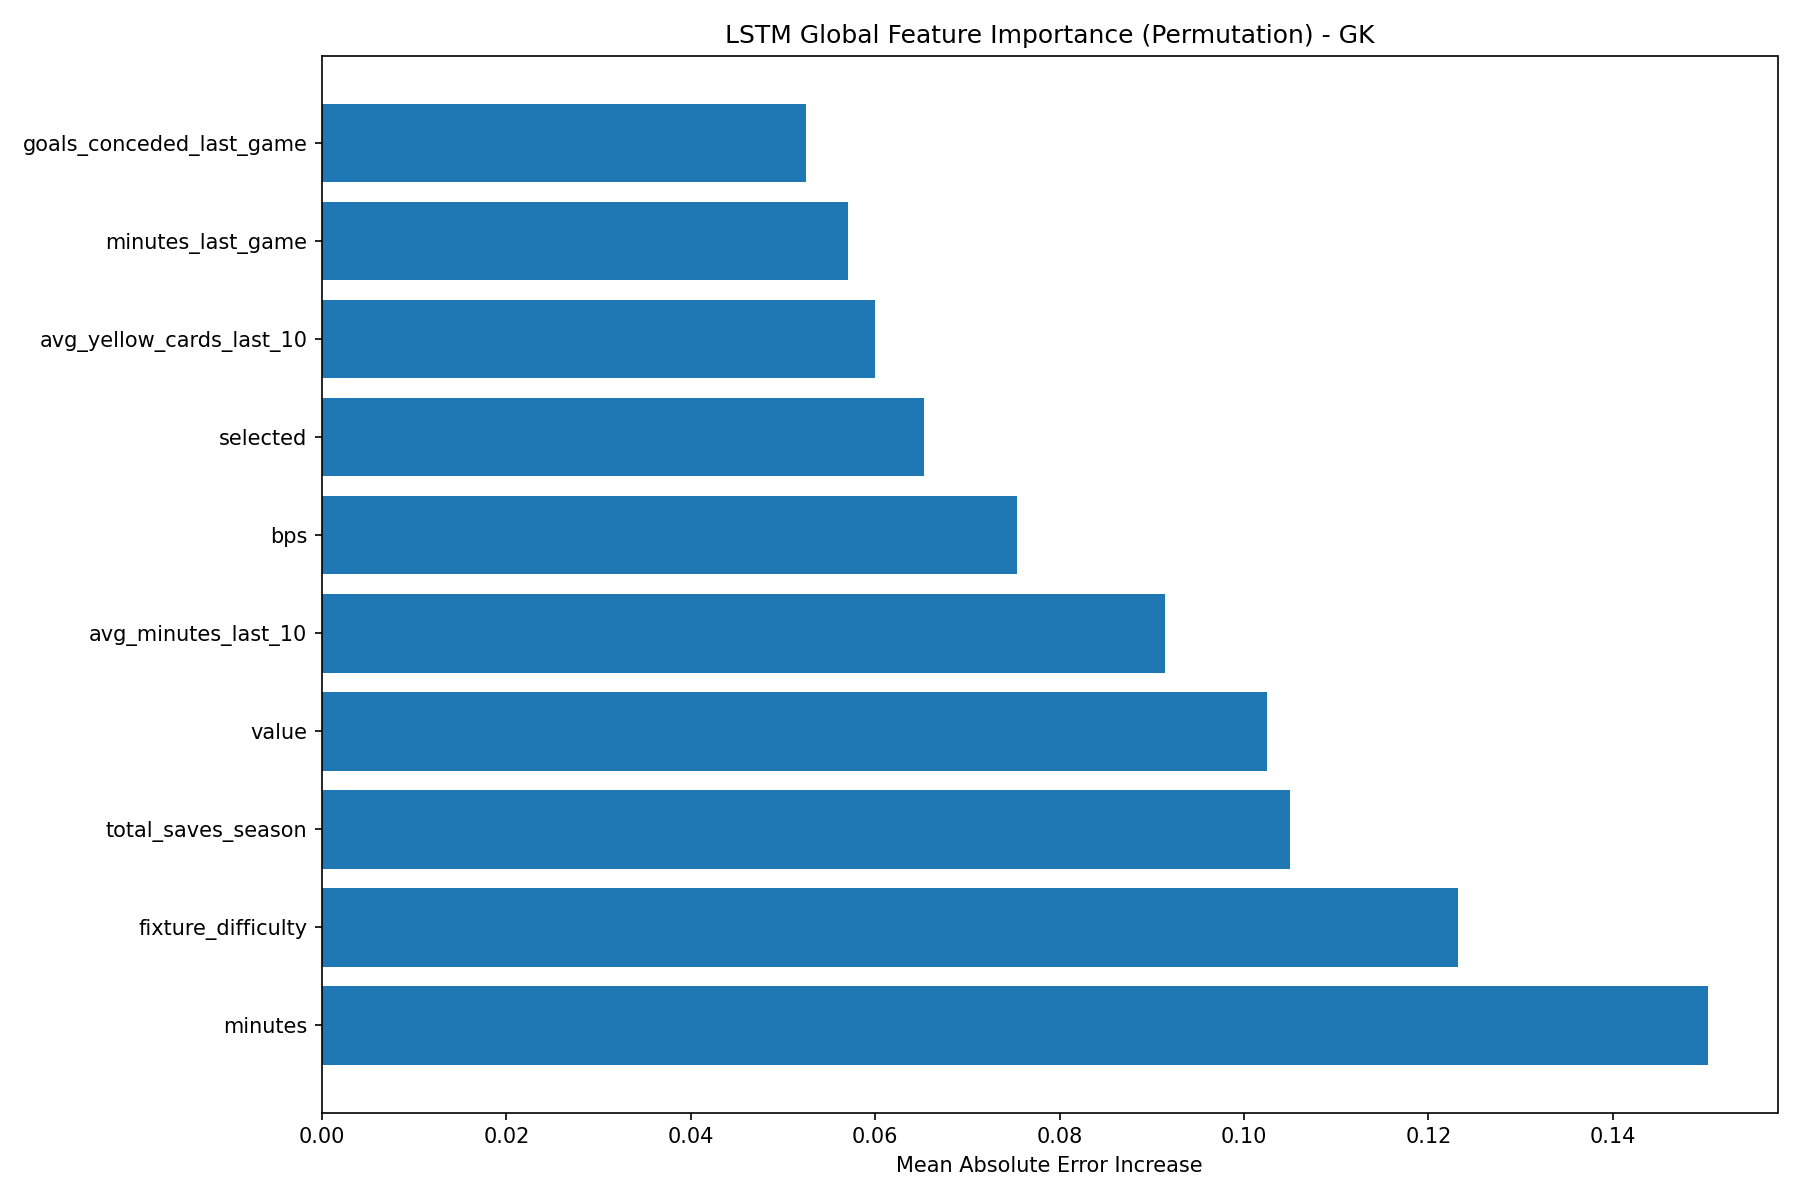 LSTM Global Feature Importance (Permutation) - GK
goals_conceded_last_game
minutes_last_game
avg_yellow_cards_last_10
selected
bps
avg_minutes_last_10
value
total_saves_season
fixture_difficulty
minutes
0.00 0.02 0.04 0.06 0.08 0.10 0.12 0.14
Mean Absolute Error Increase